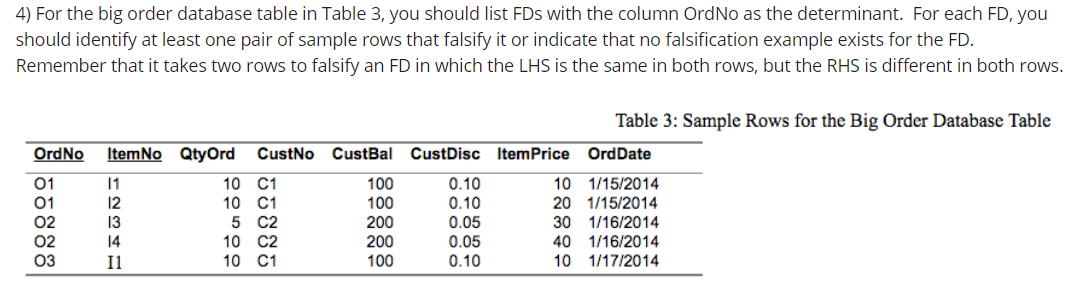 4) For the big order database table in Table 3, you should list FDs with the column OrdNo as the determinant. For each FD, you
should identify at least one pair of sample rows that falsify it or indicate that no falsification example exists for the FD.
Remember that it takes two rows to falsify an FD in which the LHS is the same in both rows, but the RHS is different in both rows.
Table 3: Sample Rows for the Big Order Database Table
OrdNo ItemNo QtyOrd CustNo CustBal CustDisc ItemPrice OrdDate
O1 I1 10 C1 100 0.10 10 1/15/2014
O1 I2 10 C1 100 0.10 20 1/15/2014
O2 I3 5 C2 200 0.05 30 1/16/2014
O2 I4 10 C2 200 0.05 40 1/16/2014
O3 I1 10 C1 100 0.10 10 1/17/2014